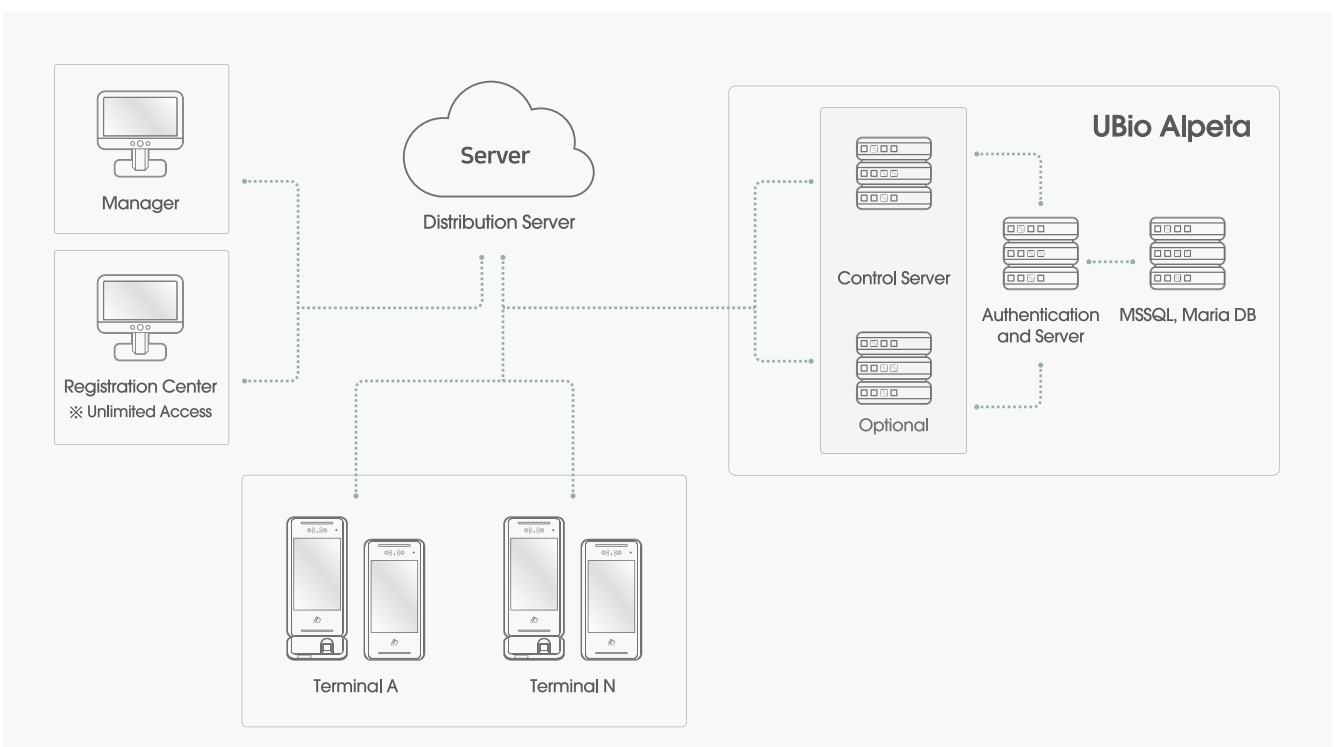 Manager
Registration Center
※ Unlimited Access
Server
Distribution Server
UBio Alpeta
Control Server
Optional
Authentication
and Server
MSSQL, Maria DB
Terminal A
Terminal N